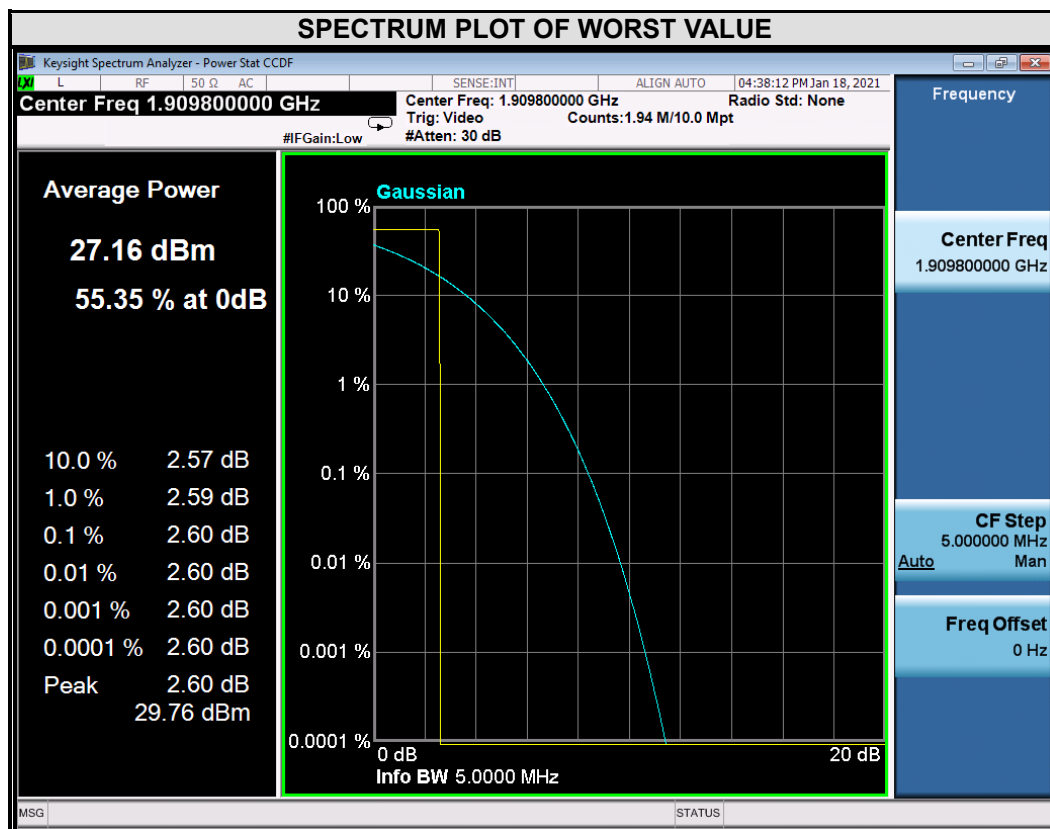 SPECTRUM PLOT OF WORST VALUE
Keysight Spectrum Analyzer - Power Stat CCDF
LXI L RF 50 Ω AC SENSE:INT ALIGN AUTO 04:38:12 PM Jan 18, 2021
Center Freq 1.909800000 GHz
#IFGain:Low
Center Freq: 1.909800000 GHz Radio Std: None
Trig: Video Counts:1.94 M/10.0 Mpt
#Atten: 30 dB
Average Power
27.16 dBm
55.35 % at 0dB
10.0 % 2.57 dB
1.0 % 2.59 dB
0.1 % 2.60 dB
0.01 % 2.60 dB
0.001 % 2.60 dB
0.0001 % 2.60 dB
Peak 2.60 dB
29.76 dBm
Gaussian
100 %
10 %
1 %
0.1 %
0.01 %
0.001 %
0.0001 %
0 dB 20 dB
Info BW 5.0000 MHz
Frequency
Center Freq
1.909800000 GHz
CF Step
5.000000 MHz
Auto Man
Freq Offset
0 Hz
MSG STATUS